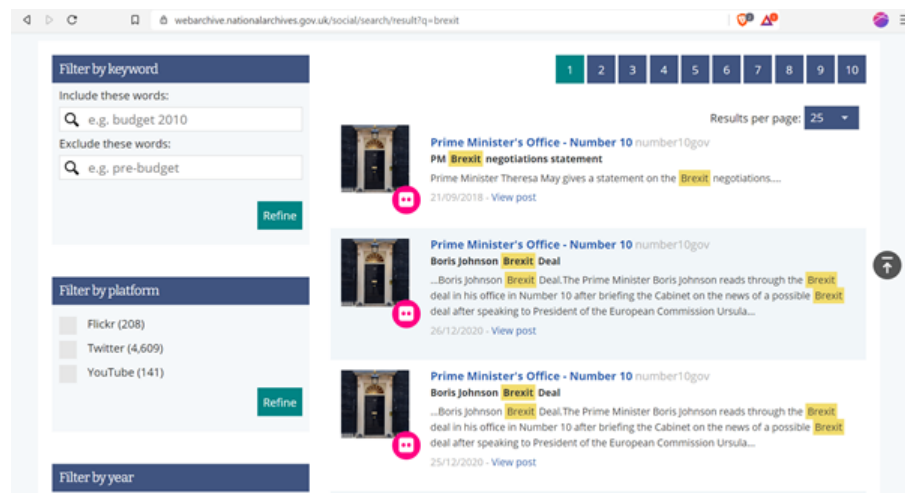 webarchive.nationalarchives.gov.uk/social/search/result?q=brexit
Filter by keyword
Include these words:
e.g. budget 2010
Exclude these words:
e.g. pre-budget
Refine
Filter by platform
Flickr (208)
Twitter (4,609)
YouTube (141)
Refine
Filter by year
1 2 3 4 5 6 7 8 9 10
Results per page: 25
Prime Minister's Office - Number 10 number10gov
PM Brexit negotiations statement
Prime Minister Theresa May gives a statement on the Brexit negotiations....
21/09/2018 - View post
Prime Minister's Office - Number 10 number10gov
Boris Johnson Brexit Deal
...Boris Johnson Brexit Deal.The Prime Minister Boris Johnson reads through the Brexit
deal in his office in Number 10 after briefing the Cabinet on the news of a possible Brexit
deal after speaking to President of the European Commission Ursula...
26/12/2020 - View post
Prime Minister's Office - Number 10 number10gov
Boris Johnson Brexit Deal
...Boris Johnson Brexit Deal.The Prime Minister Boris Johnson reads through the Brexit
deal in his office in Number 10 after briefing the Cabinet on the news of a possible Brexit
deal after speaking to President of the European Commission Ursula...
25/12/2020 - View post